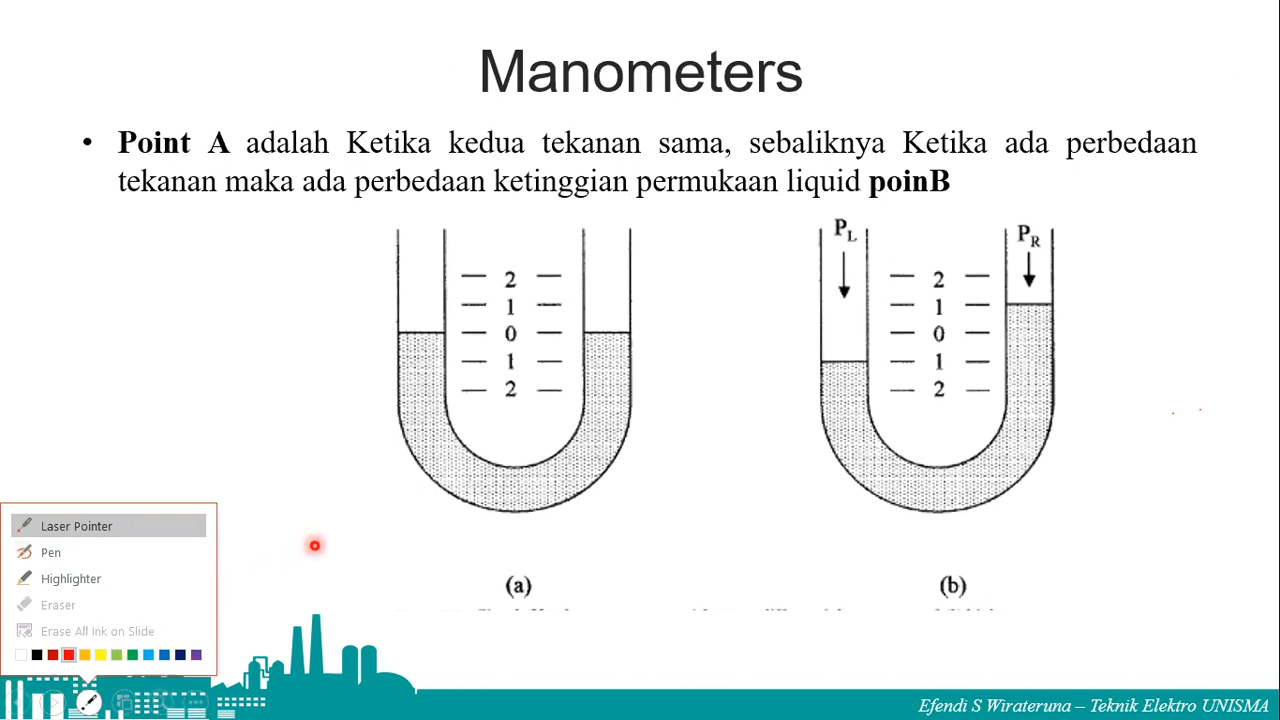 Manometers
• Point A adalah Ketika kedua tekanan sama, sebaliknya Ketika ada perbedaan
tekanan maka ada perbedaan ketinggian permukaan liquid poinB
P_L
P_R
2
1
0
1
2
2
1
0
1
2
(a)
(b)
Laser Pointer
Pen
Highlighter
Eraser
Erase All Ink on Slide
Efendi S Wirateruna – Teknik Elektro UNISMA